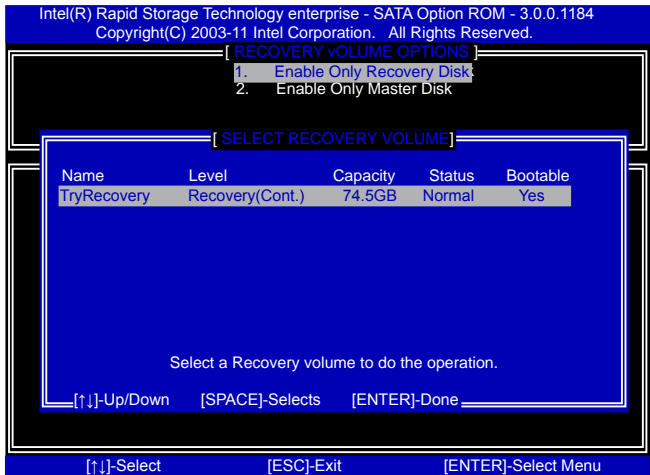 Intel(R) Rapid Storage Technology enterprise - SATA Option ROM - 3.0.0.1184
Copyright(C) 2003-11 Intel Corporation. All Rights Reserved.
[ RECOVERY vOLUME OPTIONS ]
1. Enable Only Recovery Disk
2. Enable Only Master Disk
[ SELECT RECOVERY VOLUME]
Name Level Capacity Status Bootable
TryRecovery Recovery(Cont.) 74.5GB Normal Yes
Select a Recovery volume to do the operation.
[↑↓]-Up/Down [SPACE]-Selects [ENTER]-Done
[↑↓]-Select [ESC]-Exit [ENTER]-Select Menu